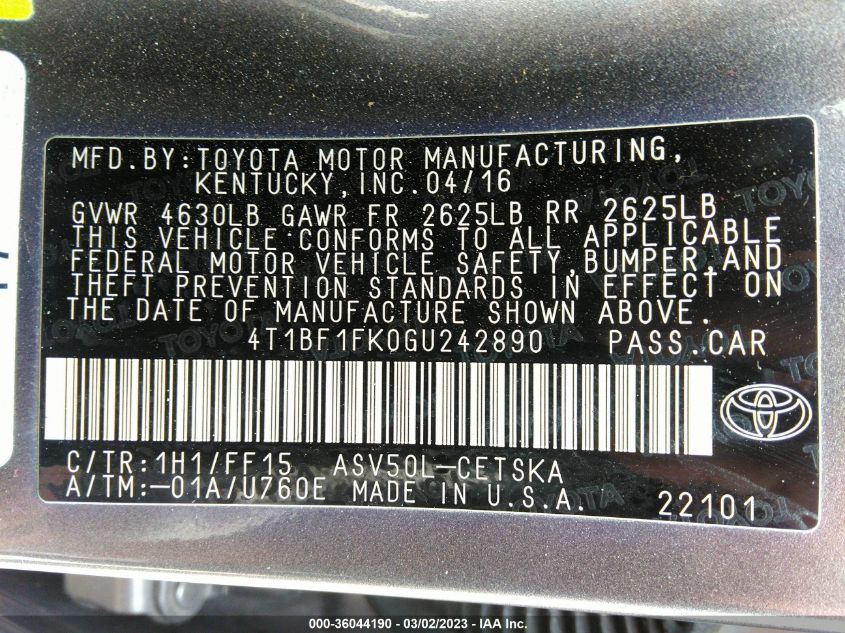 MFD.BY:TOYOTA MOTOR MANUFACTURING,
KENTUCKY,INC.04/16
GVWR 4630LB GAWR FR 2625LB RR 2625LB
THIS VEHICLE CONFORMS TO ALL APPLICABLE
FEDERAL MOTOR VEHICLE SAFETY,BUMPER,AND
THEFT PREVENTION STANDARDS IN EFFECT ON
THE DATE OF MANUFACTURE SHOWN ABOVE.
4T1BF1FK0GU242890 PASS.CAR
C/TR:1H1/FF15 ASV50L-CETSKA
A/TM:-01A/U760E MADE IN U.S.A. 22101
000-36044190 - 03/02/2023 - IAA Inc.